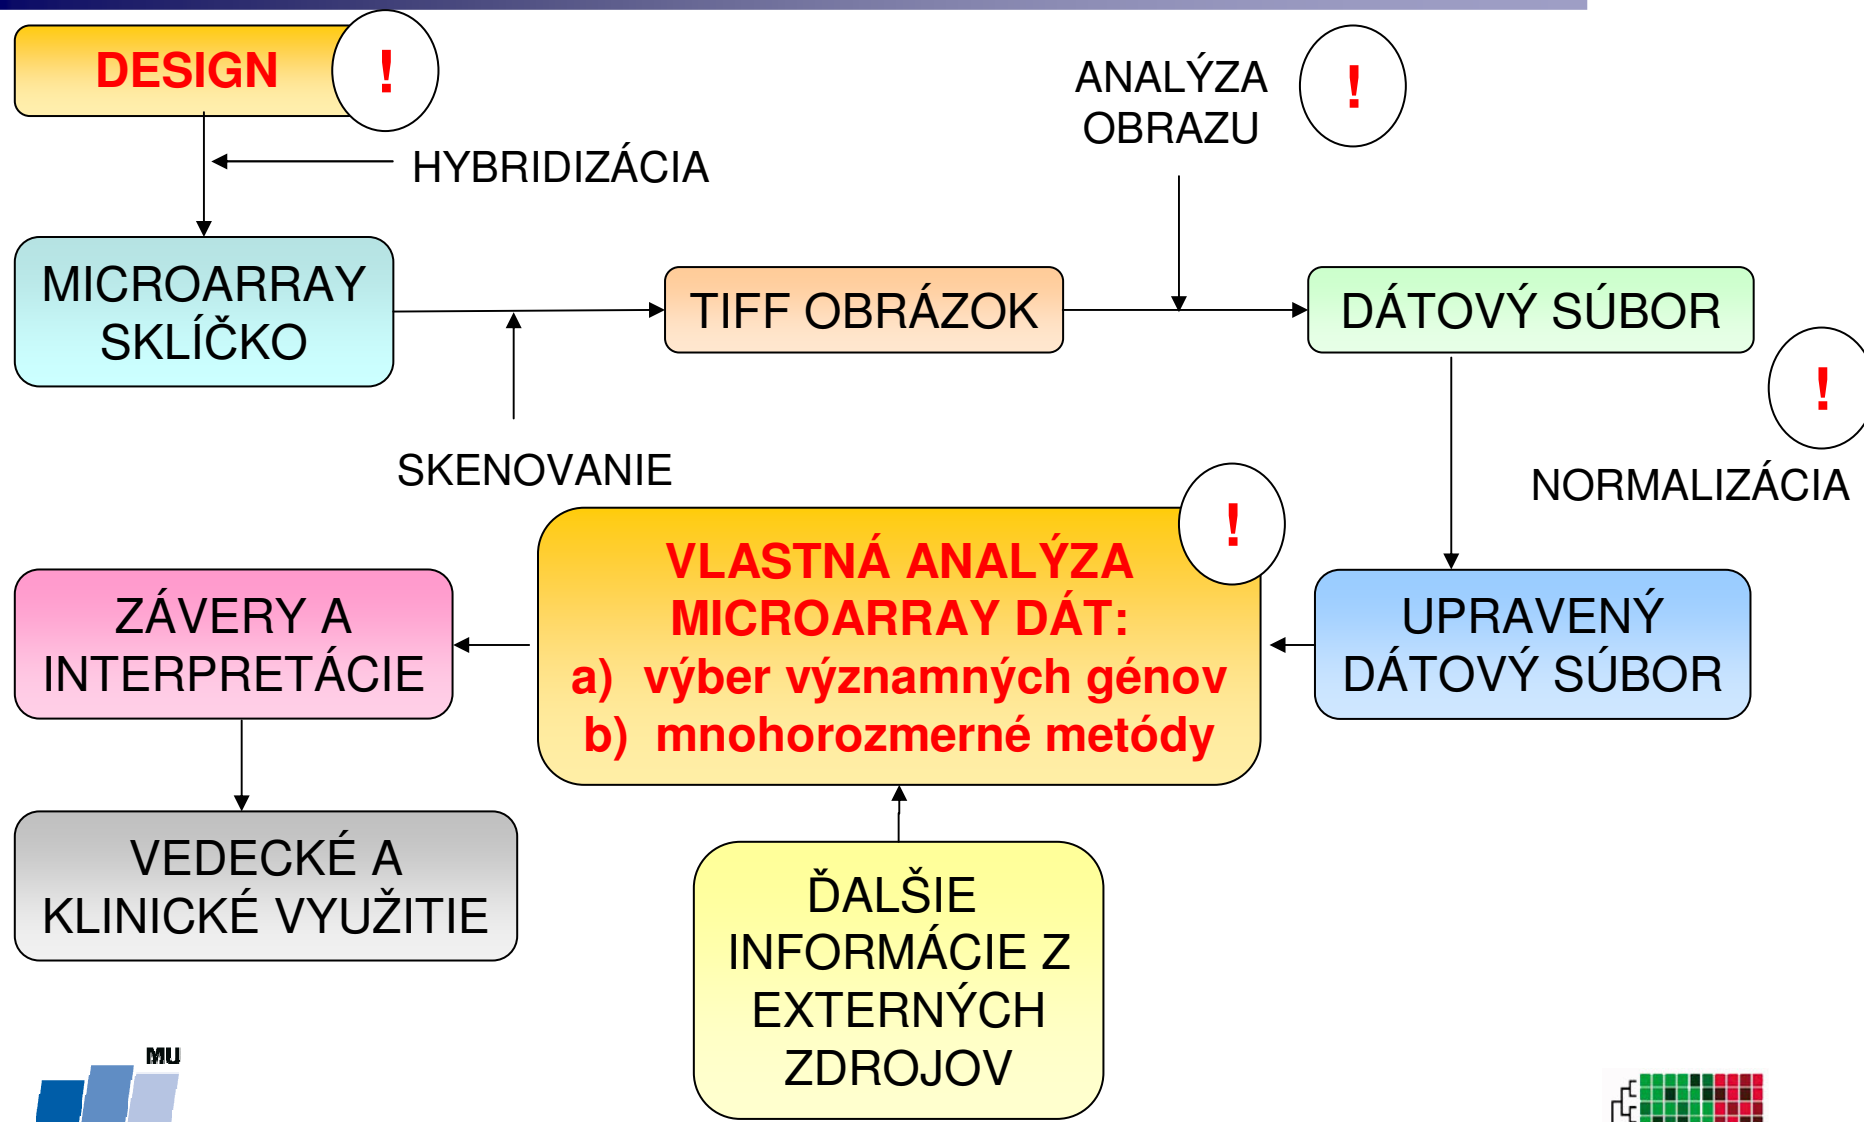 DESIGN
!
HYBRIDIZÁCIA
ANALÝZA
OBRAZU
!
MICROARRAY
SKLÍČKO
TIFF OBRÁZOK
DÁTOVÝ SÚBOR
!
SKENOVANIE
NORMALIZÁCIA
!
VLASTNÁ ANALÝZA
MICROARRAY DÁT:
a) výber významných génov
b) mnohorozmerné metódy
UPRAVENÝ
DÁTOVÝ SÚBOR
ZÁVERY A
INTERPRETÁCIE
VEDECKÉ A
KLINICKÉ VYUŽITIE
ĎALŠIE
INFORMÁCIE Z
EXTERNÝCH
ZDROJOV
MU